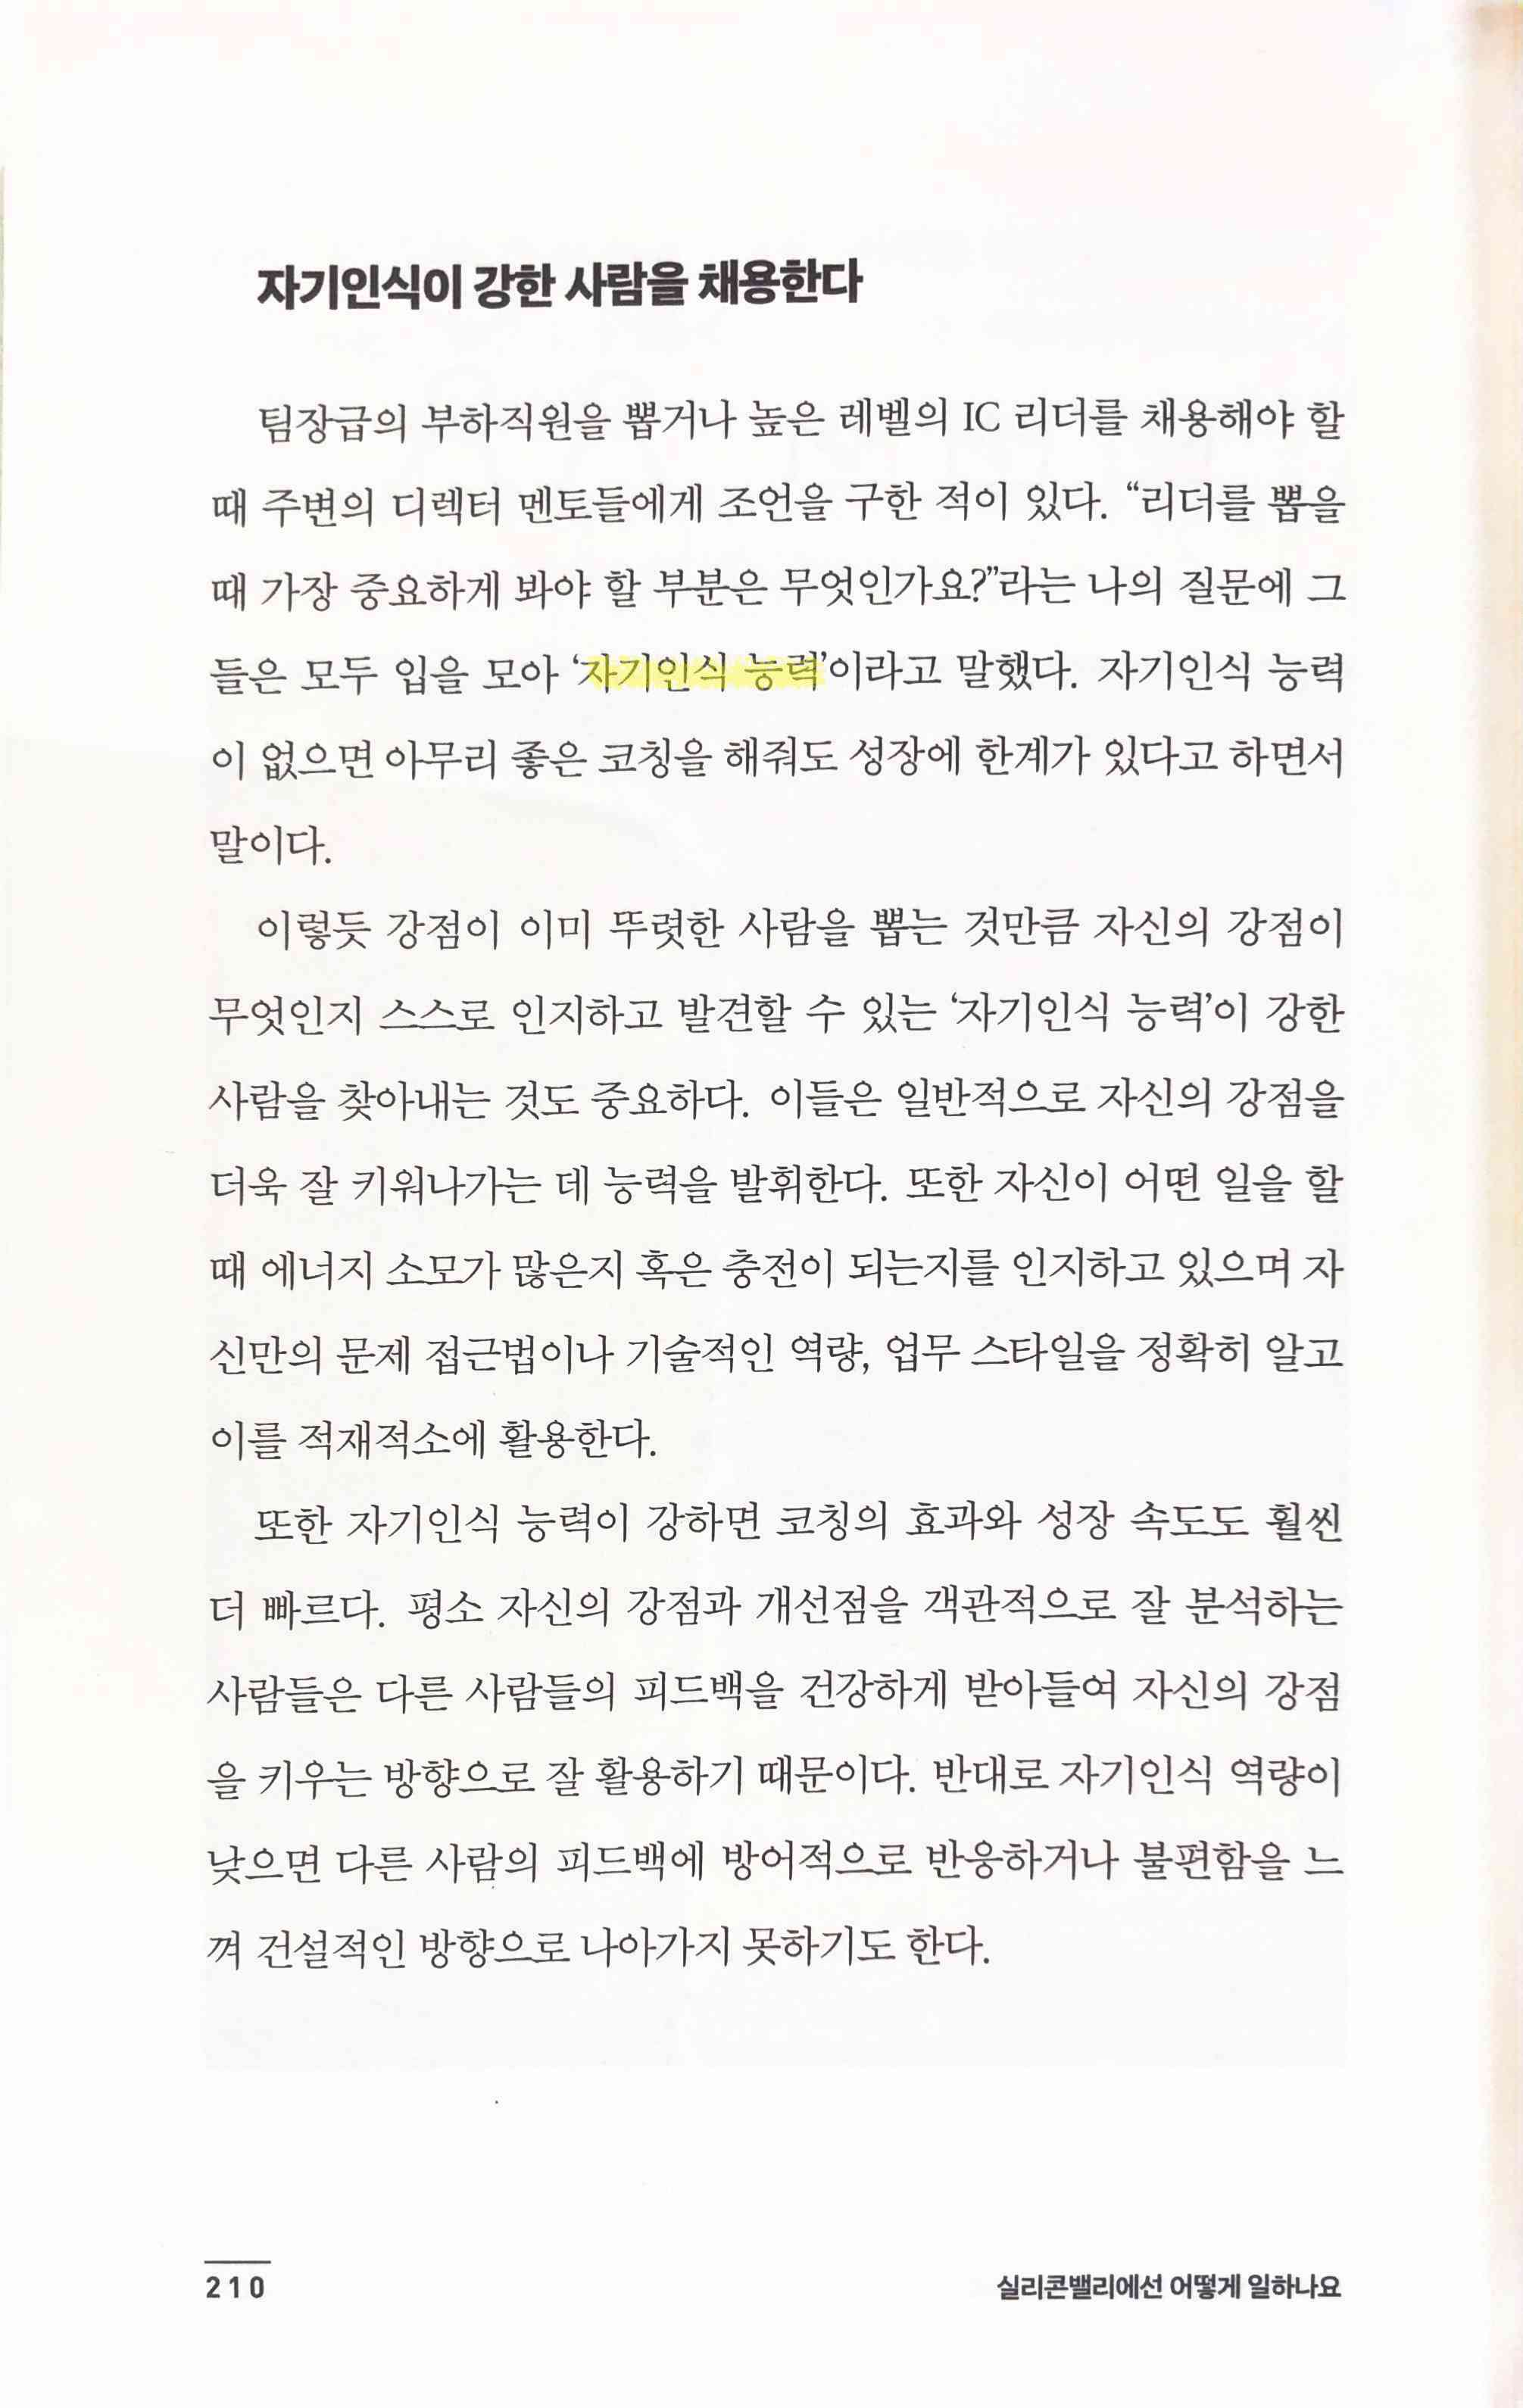 자기인식이 강한 사람을 채용한다
팀장급의 부하직원을 뽑거나 높은 레벨의 IC 리더를 채용해야 할
때 주변의 디렉터 멘토들에게 조언을 구한 적이 있다. “리더를 뽑을
때 가장 중요하게 봐야 할 부분은 무엇인가요?”라는 나의 질문에 그
들은 모두 입을 모아 ‘자기인식 능력’이라고 말했다. 자기인식 능력
이 없으면 아무리 좋은 코칭을 해줘도 성장에 한계가 있다고 하면서
말이다.
이렇듯 강점이 이미 뚜렷한 사람을 뽑는 것만큼 자신의 강점이
무엇인지 스스로 인지하고 발견할 수 있는 ‘자기인식 능력’이 강한
사람을 찾아내는 것도 중요하다. 이들은 일반적으로 자신의 강점을
더욱 잘 키워나가는 데 능력을 발휘한다. 또한 자신이 어떤 일을 할
때 에너지 소모가 많은지 혹은 충전이 되는지를 인지하고 있으며 자
신만의 문제 접근법이나 기술적인 역량, 업무 스타일을 정확히 알고
이를 적재적소에 활용한다.
또한 자기인식 능력이 강하면 코칭의 효과와 성장 속도도 훨씬
더 빠르다. 평소 자신의 강점과 개선점을 객관적으로 잘 분석하는
사람들은 다른 사람들의 피드백을 건강하게 받아들여 자신의 강점
을 키우는 방향으로 잘 활용하기 때문이다. 반대로 자기인식 역량이
낮으면 다른 사람의 피드백에 방어적으로 반응하거나 불편함을 느
껴 건설적인 방향으로 나아가지 못하기도 한다.
210
실리콘밸리에선 어떻게 일하나요